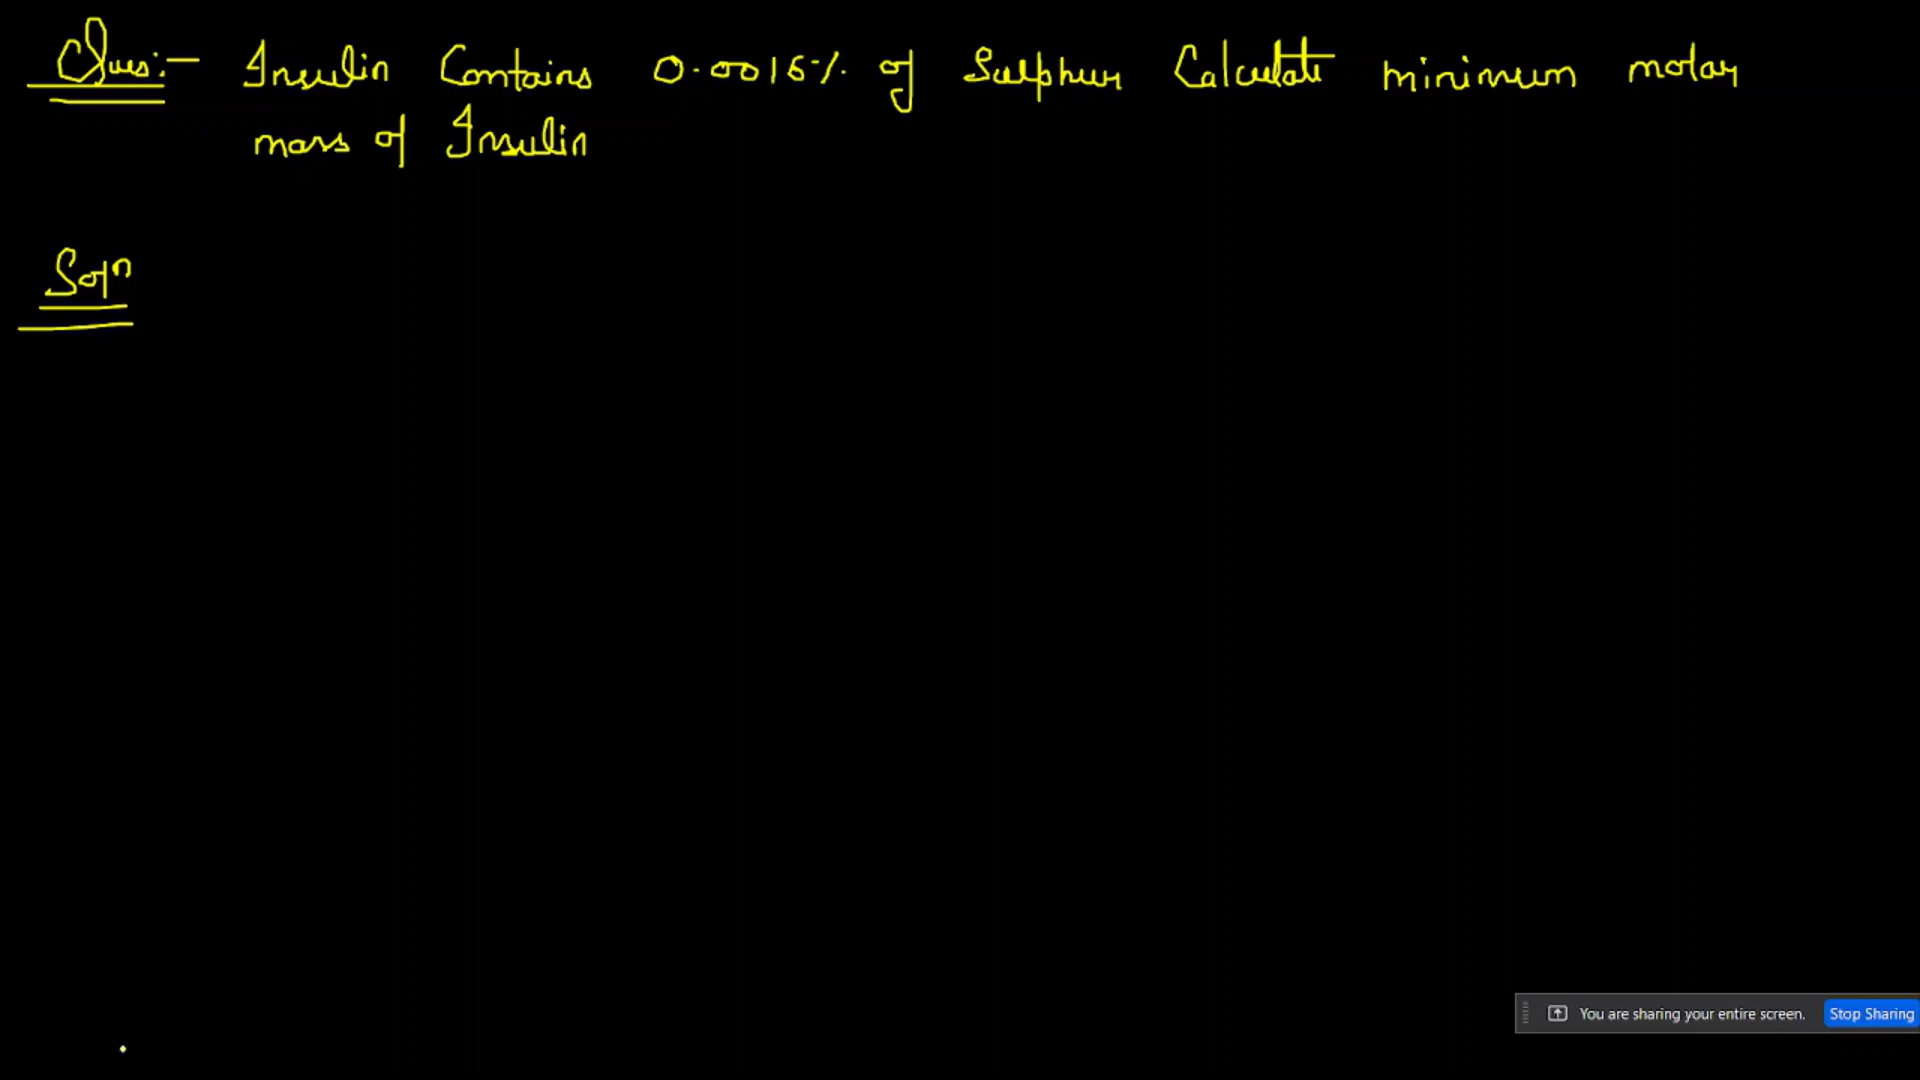 Ques:- Insulin Contains 0.0016% of Sulphur Calculate minimum molar
mass of Insulin
Soln
You are sharing your entire screen. Stop Sharing